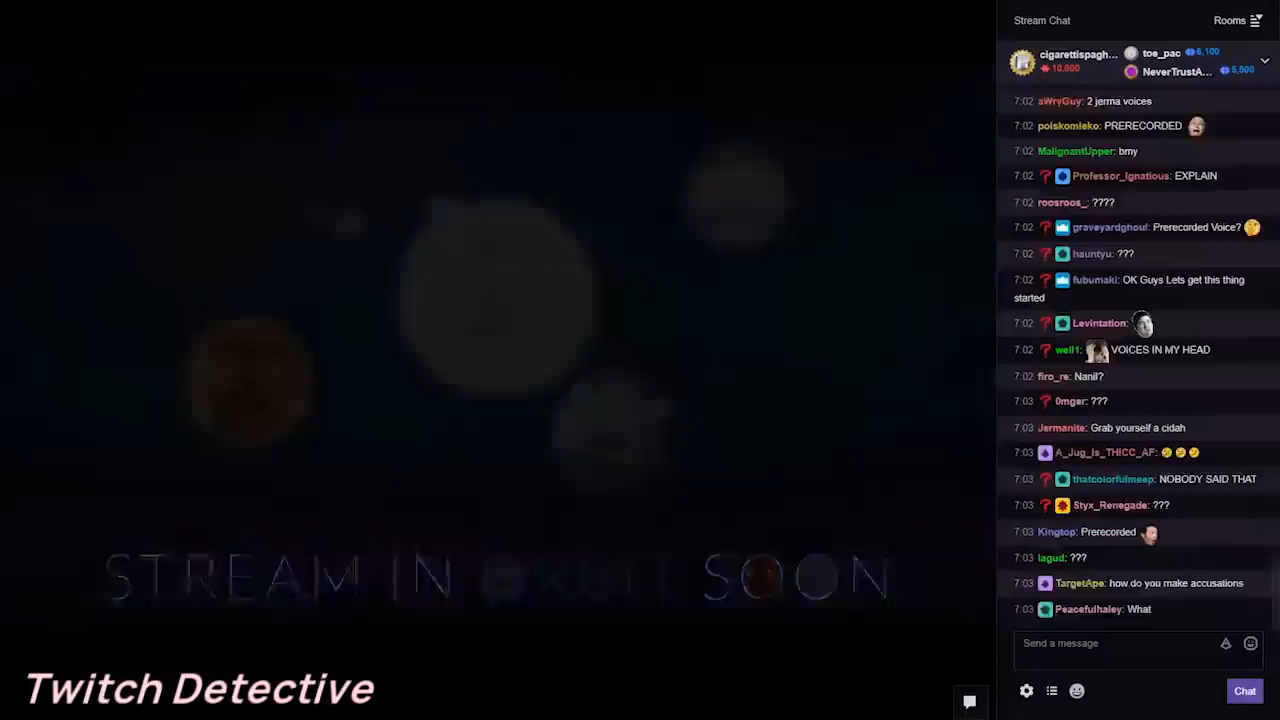 Stream Chat
Rooms
cigarettispagh...
10,000
toe_pac 6,100
NeverTrustA... 5,500
7:02 aWryGuy: 2 jerma voices
7:02 polskomleko: PRERECORDED
7:02 MalignantUpper: bmy
7:02 Professor_Ignatious: EXPLAIN
7:02 roosroos_: ????
7:02 graveyardghoul: Prerecorded Voice?
7:02 hauntyu: ???
7:02 fubumaki: OK Guys Lets get this thing
started
7:02 Levintation:
7:02 well1: VOICES IN MY HEAD
7:02 firo_re: Nanil?
7:03 0mger: ???
7:03 Jermanite: Grab yourself a cidah
7:03 A_Jug_Is_THICC_AF:
7:03 thatcolorfulmeep: NOBODY SAID THAT
7:03 Styx_Renegade: ???
7:03 Kingtop: Prerecorded
7:03 lagud: ???
7:03 TargetApe: how do you make accusations
7:03 Peacefulhaley: What
Send a message
Chat
STREAM IN ORBIT SOON
Twitch Detective